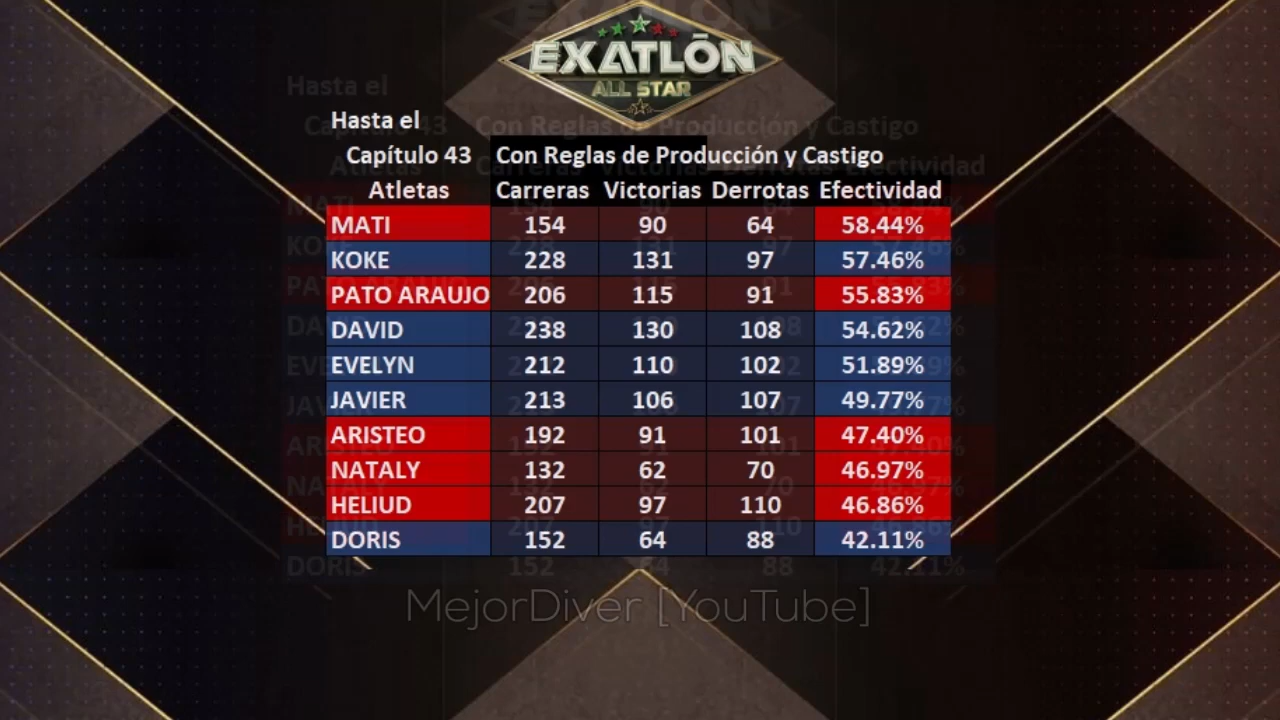 EXATLŌN
ALL STAR
Hasta el
Capítulo 43 Con Reglas de Producción y Castigo
Atletas Carreras Victorias Derrotas Efectividad
MATI 154 90 64 58.44%
KOKE 228 131 97 57.46%
PATO ARAUJO 206 115 91 55.83%
DAVID 238 130 108 54.62%
EVELYN 212 110 102 51.89%
JAVIER 213 106 107 49.77%
ARISTEO 192 91 101 47.40%
NATALY 132 62 70 46.97%
HELIUD 207 97 110 46.86%
DORIS 152 64 88 42.11%
MejorDiver [YouTube]